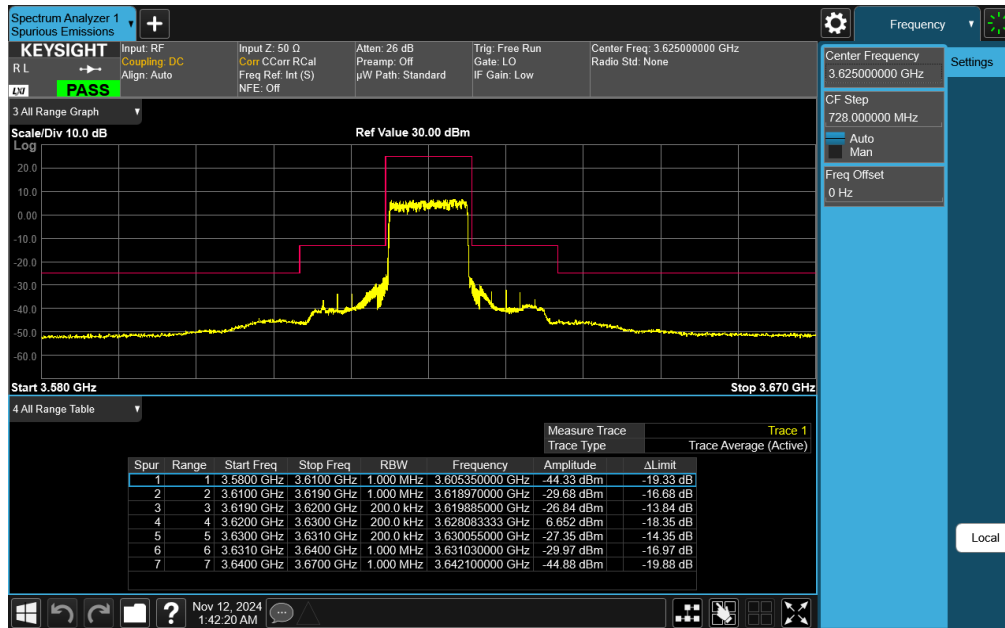 Spectrum Analyzer 1
Spurious Emissions
+
Frequency
KEYSIGHT
R L
LXI
PASS
Input: RF
Coupling: DC
Align: Auto
Input Z: 50 Ω
Corr CCorr RCal
Freq Ref: Int (S)
NFE: Off
Atten: 26 dB
Preamp: Off
µW Path: Standard
Trig: Free Run
Gate: LO
IF Gain: Low
Center Freq: 3.625000000 GHz
Radio Std: None
Center Frequency
3.625000000 GHz
Settings
CF Step
728.000000 MHz
Auto
Man
Freq Offset
0 Hz
3 All Range Graph
Scale/Div 10.0 dB
Ref Value 30.00 dBm
Log
20.0
10.0
0.00
-10.0
-20.0
-30.0
-40.0
-50.0
-60.0
Start 3.580 GHz
Stop 3.670 GHz
4 All Range Table
Measure Trace Trace 1
Trace Type Trace Average (Active)
Spur Range Start Freq Stop Freq RBW Frequency Amplitude ΔLimit
1 1 3.5800 GHz 3.6100 GHz 1.000 MHz 3.605350000 GHz -44.33 dBm -19.33 dB
2 2 3.6100 GHz 3.6190 GHz 1.000 MHz 3.618970000 GHz -29.68 dBm -16.68 dB
3 3 3.6190 GHz 3.6200 GHz 200.0 kHz 3.619885000 GHz -26.84 dBm -13.84 dB
4 4 3.6200 GHz 3.6300 GHz 200.0 kHz 3.628083333 GHz 6.652 dBm -18.35 dB
5 5 3.6300 GHz 3.6310 GHz 200.0 kHz 3.630055000 GHz -27.35 dBm -14.35 dB
6 6 3.6310 GHz 3.6400 GHz 1.000 MHz 3.631030000 GHz -29.97 dBm -16.97 dB
7 7 3.6400 GHz 3.6700 GHz 1.000 MHz 3.642100000 GHz -44.88 dBm -19.88 dB
Local
?
Nov 12, 2024
1:42:20 AM